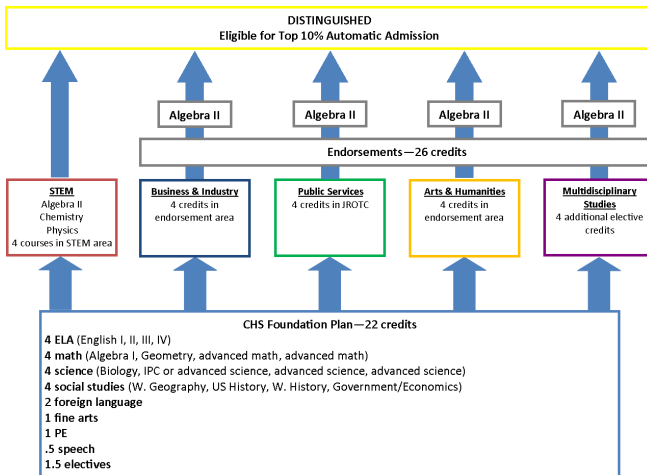 DISTINGUISHED
Eligible for Top 10% Automatic Admission
Algebra II
Algebra II
Algebra II
Algebra II
Endorsements—26 credits
STEM
Algebra II
Chemistry
Physics
4 courses in STEM area
Business & Industry
4 credits in
endorsement area
Public Services
4 credits in JROTC
Arts & Humanities
4 credits in
endorsement area
Multidisciplinary
Studies
4 additional elective
credits
CHS Foundation Plan—22 credits
4 ELA (English I, II, III, IV)
4 math (Algebra I, Geometry, advanced math, advanced math)
4 science (Biology, IPC or advanced science, advanced science, advanced science)
4 social studies (W. Geography, US History, W. History, Government/Economics)
2 foreign language
1 fine arts
1 PE
.5 speech
1.5 electives